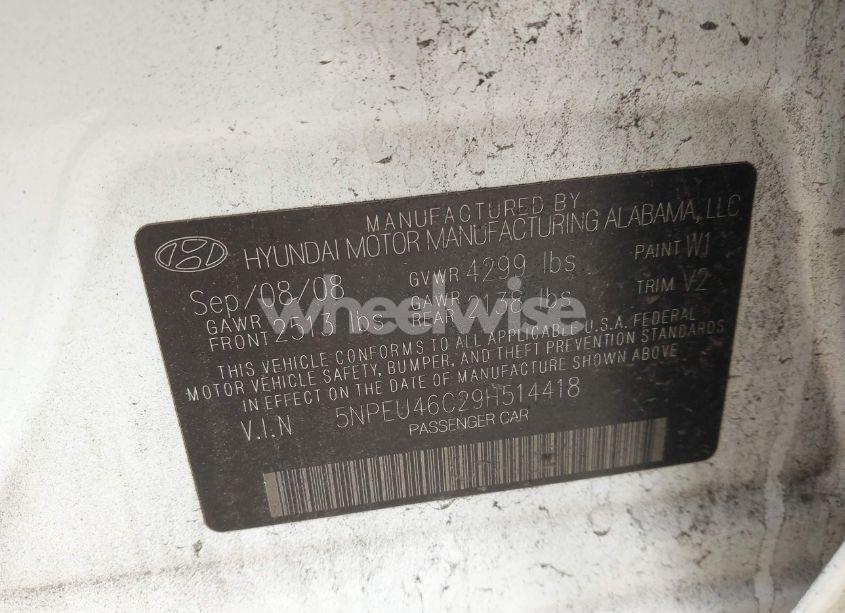 MANUFACTURED BY
HYUNDAI MOTOR MANUFACTURING ALABAMA, LLC
Sep/08/08 GVWR 4299 lbs PAINT W1
GAWR FRONT 2513 lbs GAWR REAR 2138 lbs TRIM V2
THIS VEHICLE CONFORMS TO ALL APPLICABLE U.S.A. FEDERAL
MOTOR VEHICLE SAFETY, BUMPER, AND THEFT PREVENTION STANDARDS
IN EFFECT ON THE DATE OF MANUFACTURE SHOWN ABOVE
V.I.N 5NPEU46C29H514418
PASSENGER CAR
wheelwise